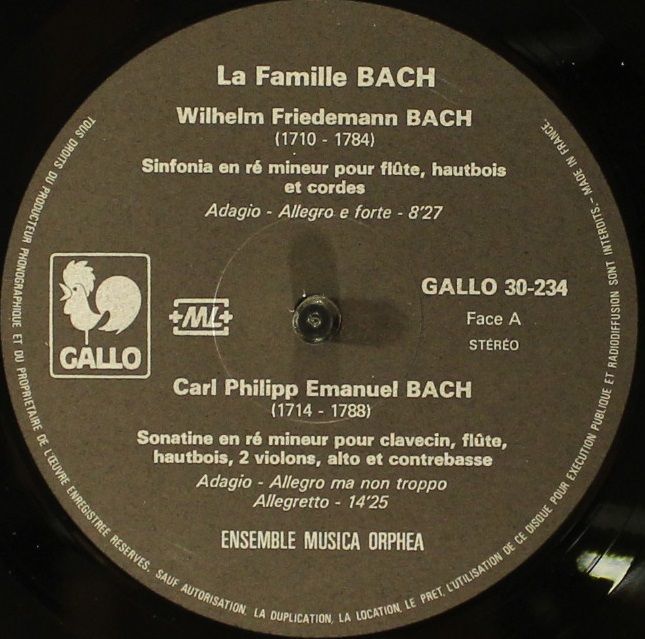 La Famille BACH
Wilhelm Friedemann BACH
(1710 - 1784)
Sinfonia en ré mineur pour flûte, hautbois
et cordes
Adagio - Allegro e forte - 8'27
GALLO 30-234
Face A
STÉRÉO
GALLO
+ML+
Carl Philipp Emanuel BACH
(1714 - 1788)
Sonatine en ré mineur pour clavecin, flûte,
hautbois, 2 violons, alto et contrebasse
Adagio - Allegro ma non troppo
Allegretto - 14'25
ENSEMBLE MUSICA ORPHEA
TOUS DROITS DU PRODUCTEUR PHONOGRAPHIQUE ET DU PROPRIETAIRE DE L'ŒUVRE ENREGISTREE RESERVES. SAUF AUTORISATION, LA DUPLICATION, LA LOCATION, LE PRET, L'UTILISATION DE CE DISQUE POUR EXECUTION PUBLIQUE ET RADIODIFFUSION SONT INTERDITS. - MADE IN FRANCE.